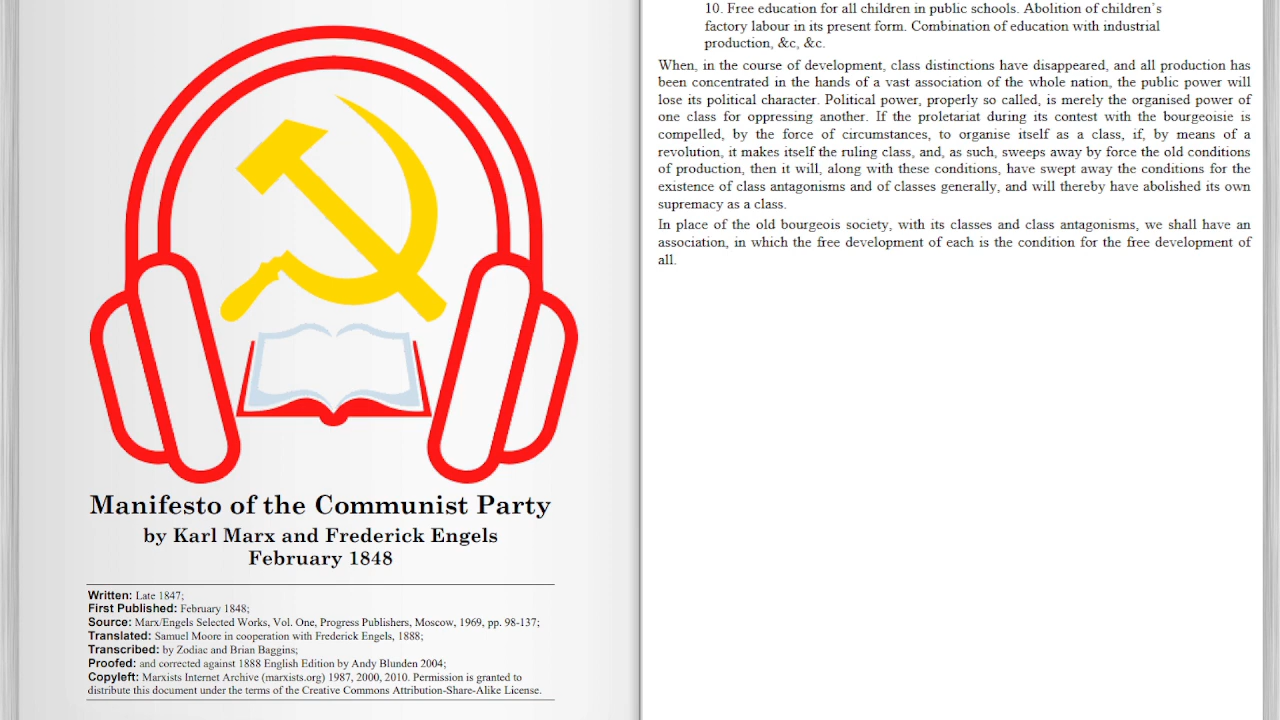 Manifesto of the Communist Party
by Karl Marx and Frederick Engels
February 1848
Written: Late 1847;
First Published: February 1848;
Source: Marx/Engels Selected Works, Vol. One, Progress Publishers, Moscow, 1969, pp. 98-137;
Translated: Samuel Moore in cooperation with Frederick Engels, 1888;
Transcribed: by Zodiac and Brian Baggins;
Proofed: and corrected against 1888 English Edition by Andy Blunden 2004;
Copyleft: Marxists Internet Archive (marxists.org) 1987, 2000, 2010. Permission is granted to
distribute this document under the terms of the Creative Commons Attribution-Share-Alike License.
10. Free education for all children in public schools. Abolition of children's
factory labour in its present form. Combination of education with industrial
production, &c, &c.
When, in the course of development, class distinctions have disappeared, and all production has
been concentrated in the hands of a vast association of the whole nation, the public power will
lose its political character. Political power, properly so called, is merely the organised power of
one class for oppressing another. If the proletariat during its contest with the bourgeoisie is
compelled, by the force of circumstances, to organise itself as a class, if, by means of a
revolution, it makes itself the ruling class, and, as such, sweeps away by force the old conditions
of production, then it will, along with these conditions, have swept away the conditions for the
existence of class antagonisms and of classes generally, and will thereby have abolished its own
supremacy as a class.
In place of the old bourgeois society, with its classes and class antagonisms, we shall have an
association, in which the free development of each is the condition for the free development of
all.